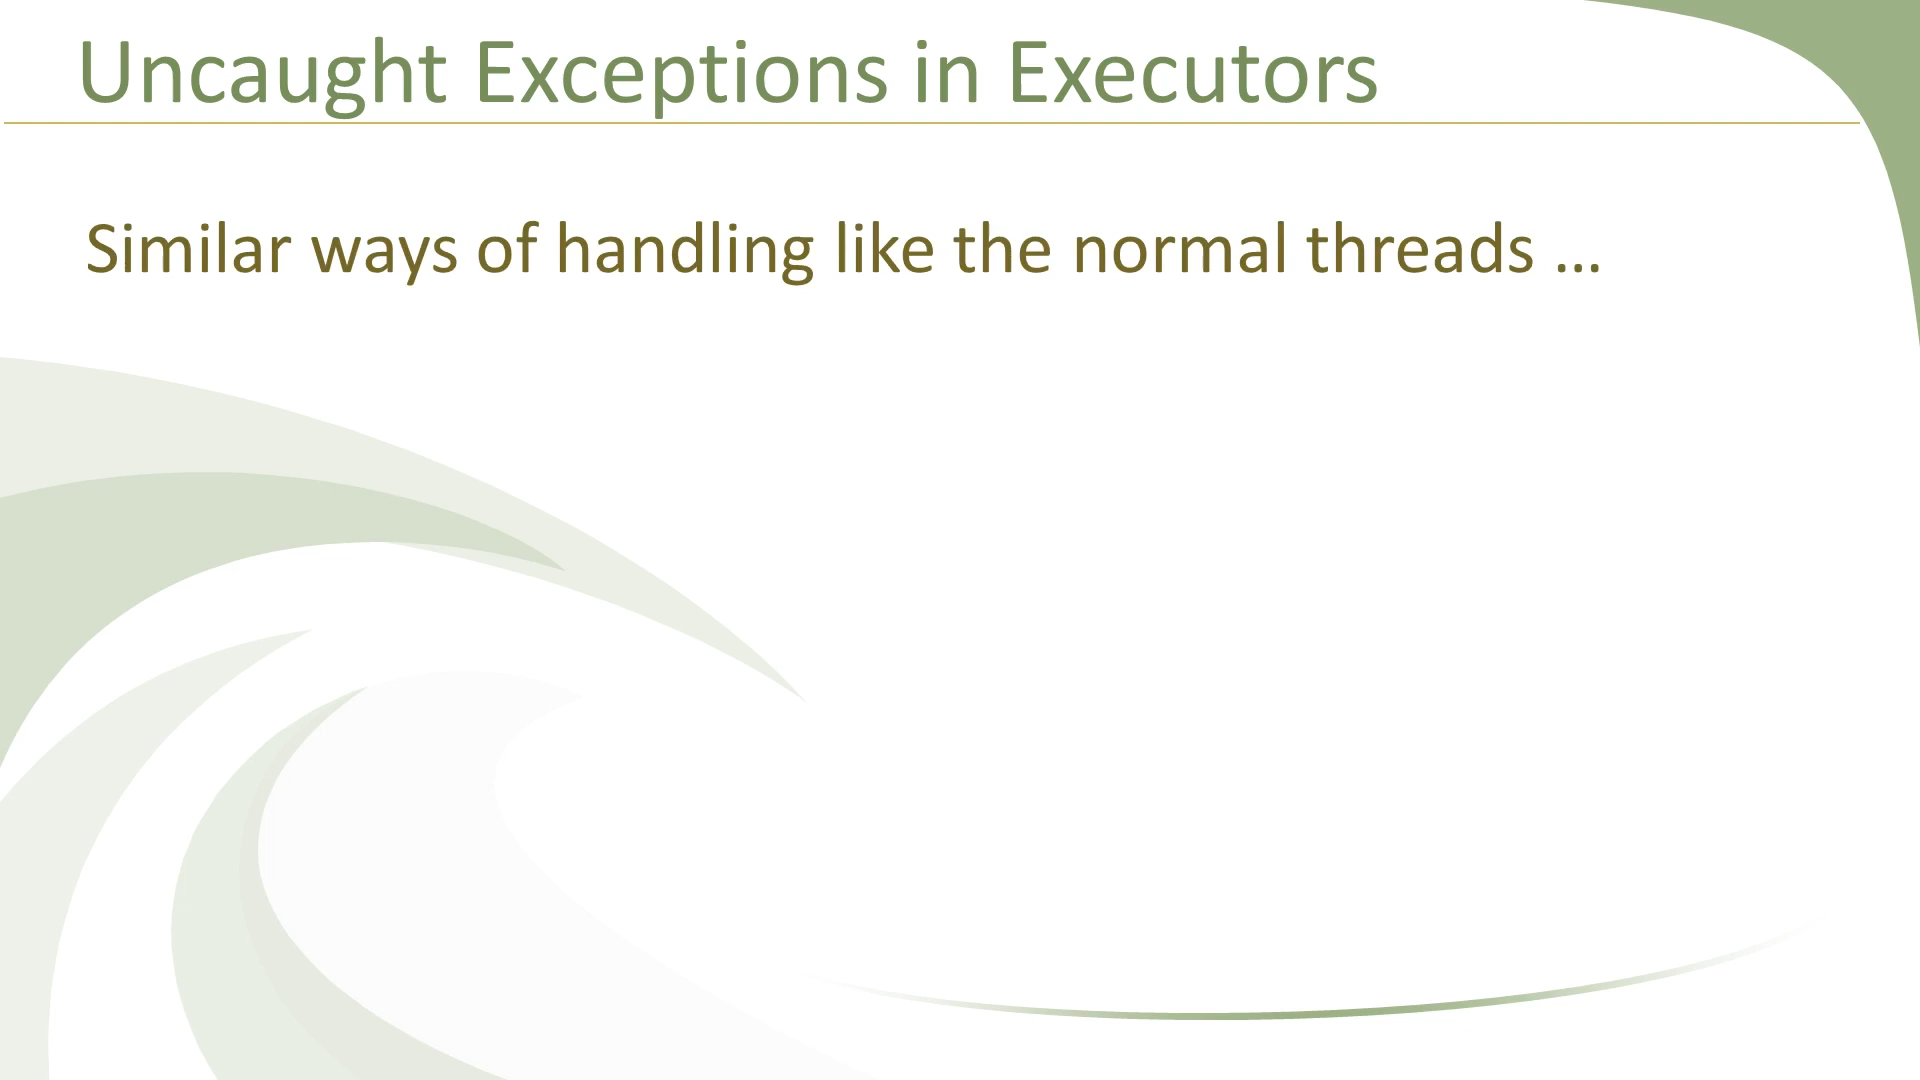 Uncaught Exceptions in Executors
Similar ways of handling like the normal threads …